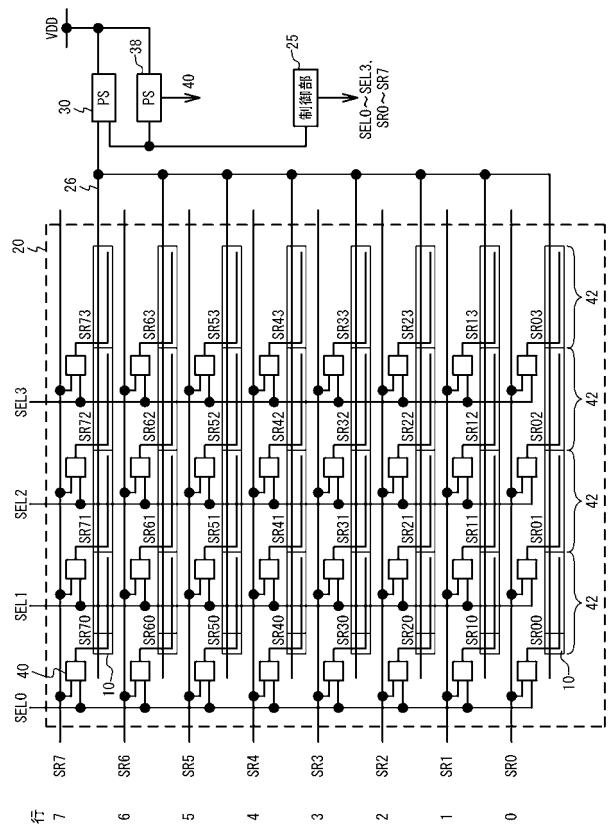 VDD
30
PS
PS
38
40
25
制御部
SEL0～SEL3,
SR0～SR7
26
20
SEL0
SEL1
SEL2
SEL3
40
10
行
7
SR7
SR70
SR71
SR72
SR73
6
SR6
SR60
SR61
SR62
SR63
5
SR5
SR50
SR51
SR52
SR53
4
SR4
SR40
SR41
SR42
SR43
3
SR3
SR30
SR31
SR32
SR33
2
SR2
SR20
SR21
SR22
SR23
1
SR1
SR10
SR11
SR12
SR13
0
SR0
SR00
SR01
SR02
SR03
10
42
42
42
42